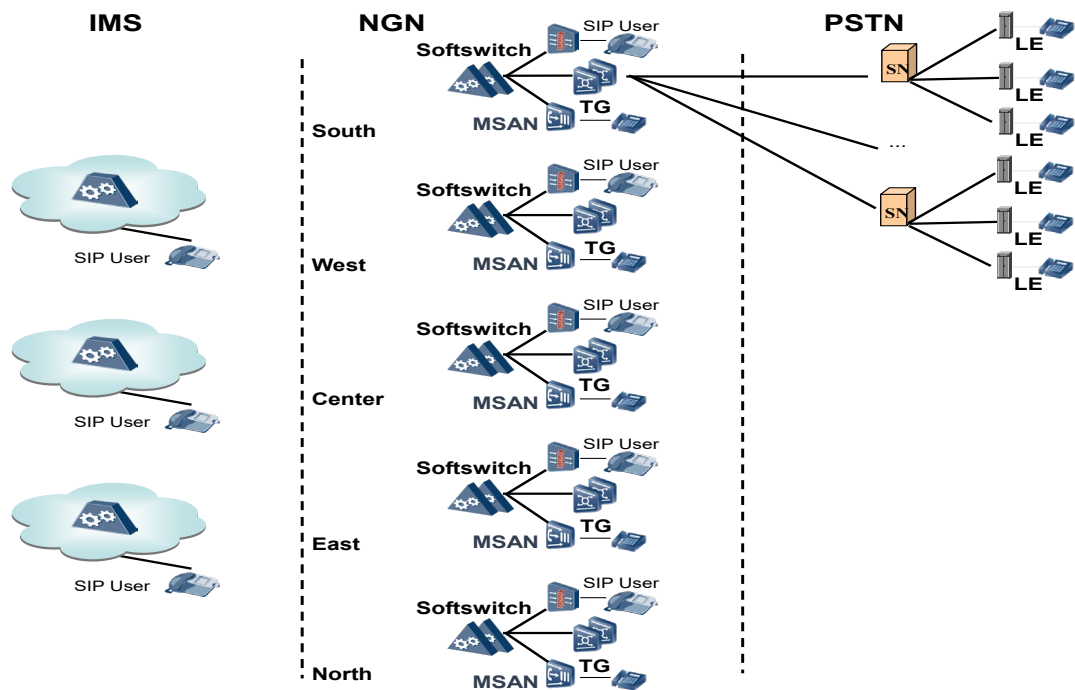 IMS
NGN
PSTN
SIP User
Softswitch
TG
MSAN
South
SN
LE
LE
LE
...
SIP User
SIP User
Softswitch
TG
MSAN
West
SN
LE
LE
LE
SIP User
SIP User
Softswitch
TG
MSAN
Center
SIP User
SIP User
Softswitch
TG
MSAN
East
SIP User
Softswitch
TG
MSAN
North